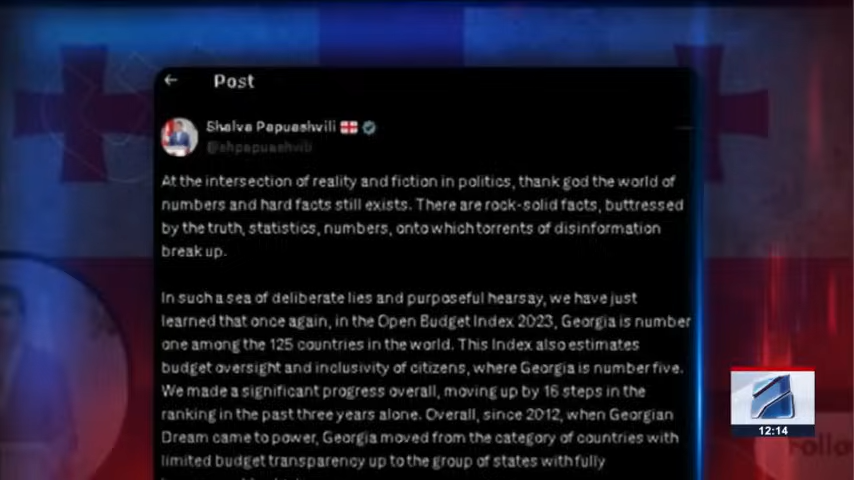 Post
Shalva Papuashvili
@shpapuashvili
At the intersection of reality and fiction in politics, thank god the world of
numbers and hard facts still exists. There are rock-solid facts, buttressed
by the truth, statistics, numbers, onto which torrents of disinformation
break up.
In such a sea of deliberate lies and purposeful hearsay, we have just
learned that once again, in the Open Budget Index 2023, Georgia is number
one among the 125 countries in the world. This Index also estimates
budget oversight and inclusivity of citizens, where Georgia is number five.
We made a significant progress overall, moving up by 16 steps in the
ranking in the past three years alone. Overall, since 2012, when Georgian
Dream came to power, Georgia moved from the category of countries with
limited budget transparency up to the group of states with fully
12:14
Follo